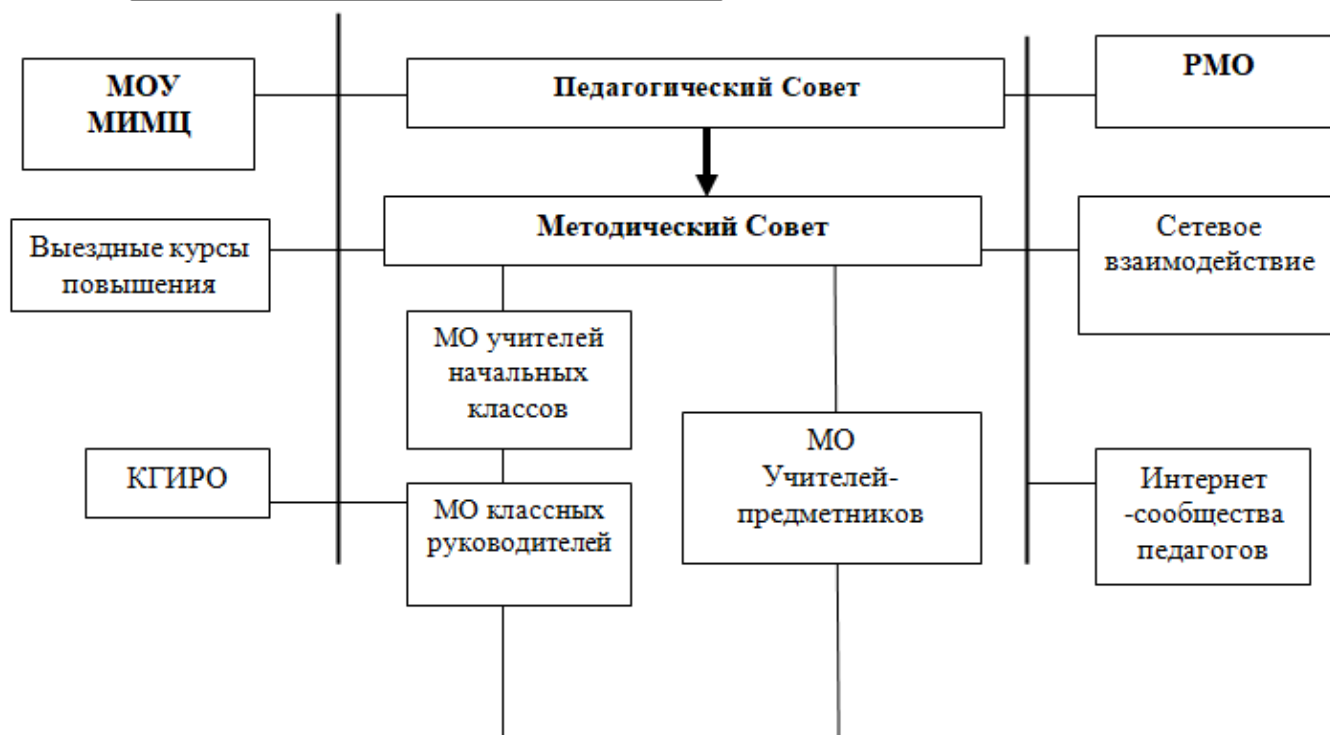 МОУ
МИМЦ
Педагогический Совет
РМО
Выездные курсы
повышения
Методический Совет
Сетевое
взаимодействие
МО учителей
начальных
классов
МО
Учителей-
предметников
КГИРО
МО классных
руководителей
Интернет
-сообщества
педагогов